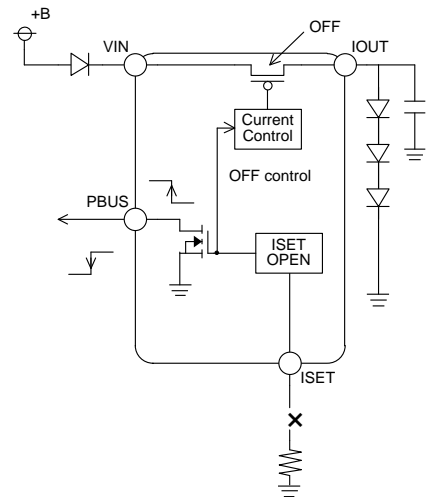 +B
OFF
VIN
IOUT
Current
Control
OFF control
PBUS
ISET
OPEN
ISET